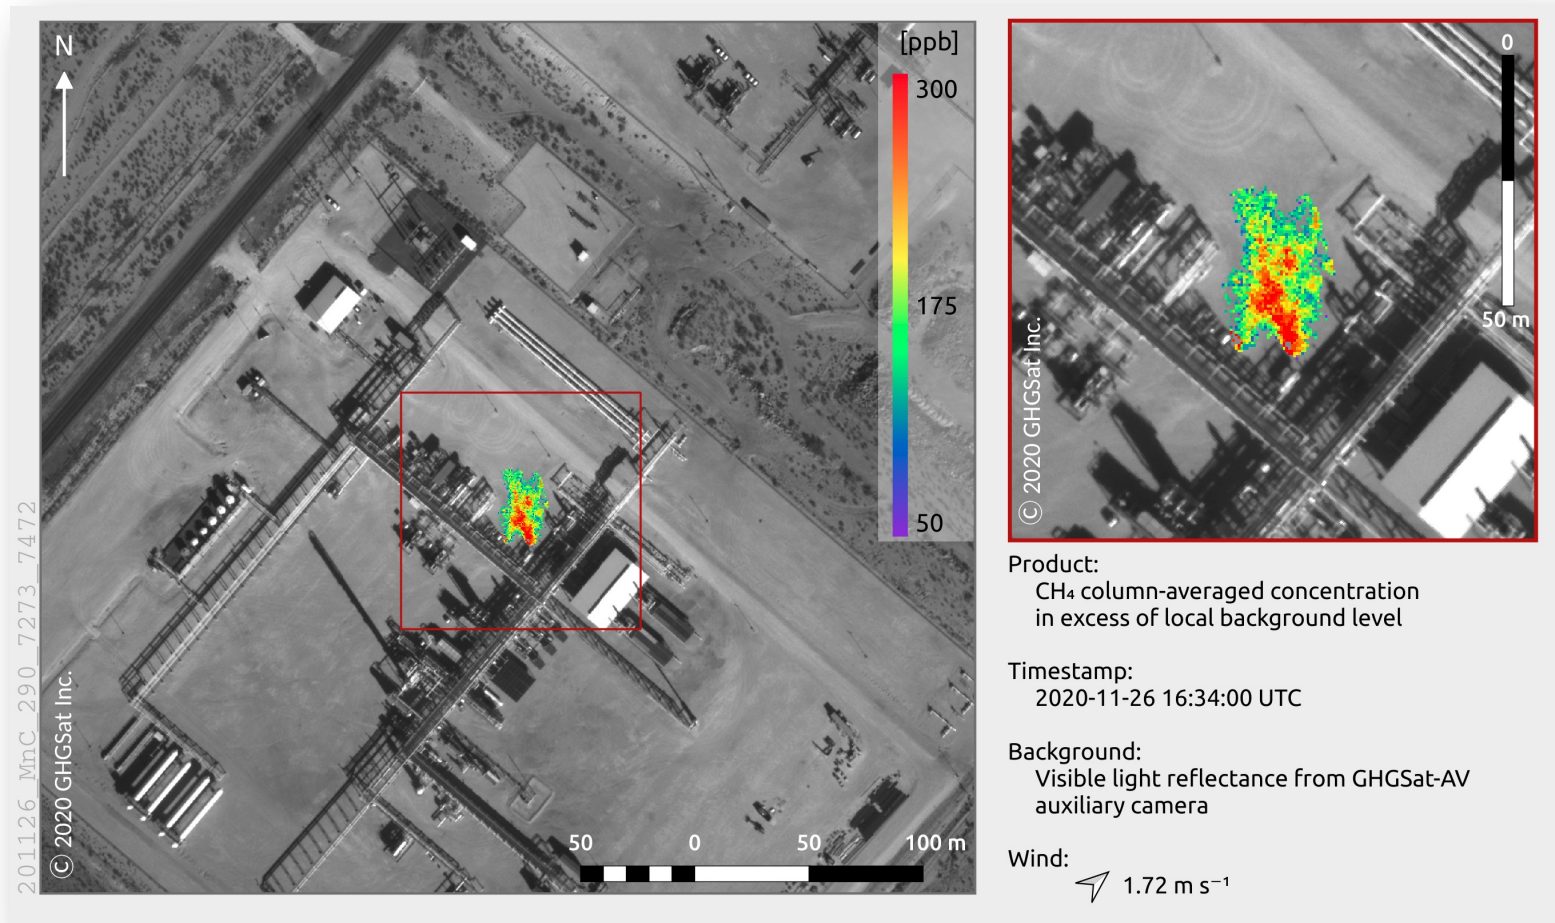 N
[ppb]
300
175
50
50 0 50 100 m
© 2020 GHGSat Inc.
201126_MnC_290_7273_7472
0
50 m
© 2020 GHGSat Inc.
Product:
CH₄ column-averaged concentration
in excess of local background level
Timestamp:
2020-11-26 16:34:00 UTC
Background:
Visible light reflectance from GHGSat-AV
auxiliary camera
Wind:
1.72 m s⁻¹